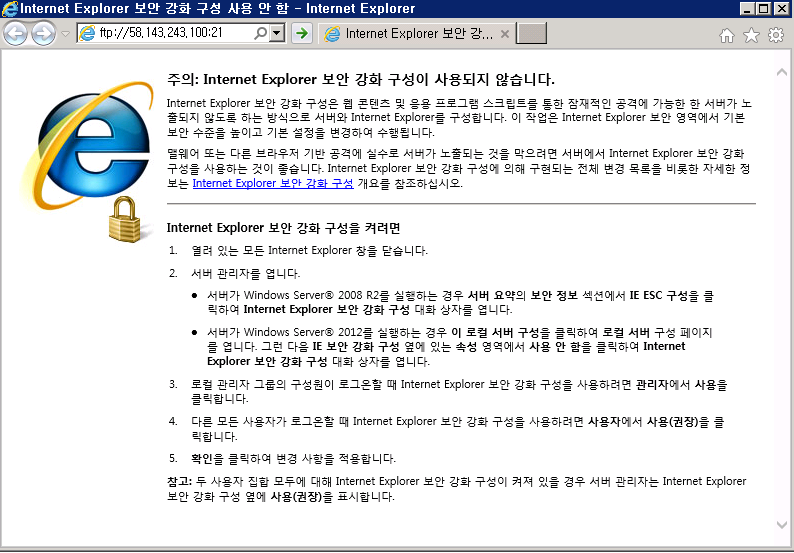 Internet Explorer 보안 강화 구성 사용 안 함 - Internet Explorer
ftp://58,143,243,100:21
Internet Explorer 보안 강...
주의: Internet Explorer 보안 강화 구성이 사용되지 않습니다.
Internet Explorer 보안 강화 구성은 웹 콘텐츠 및 응용 프로그램 스크립트를 통한 잠재적인 공격에 가능한 한 서버가 노
출되지 않도록 하는 방식으로 서버와 Internet Explorer를 구성합니다. 이 작업은 Internet Explorer 보안 영역에서 기본
보안 수준을 높이고 기본 설정을 변경하여 수행됩니다.
맬웨어 또는 다른 브라우저 기반 공격에 실수로 서버가 노출되는 것을 막으려면 서버에서 Internet Explorer 보안 강화
구성을 사용하는 것이 좋습니다. Internet Explorer 보안 강화 구성에 의해 구현되는 전체 변경 목록을 비롯한 자세한 정
보는 Internet Explorer 보안 강화 구성 개요를 참조하십시오.
Internet Explorer 보안 강화 구성을 켜려면
1. 열려 있는 모든 Internet Explorer 창을 닫습니다.
2. 서버 관리자를 엽니다.
● 서버가 Windows Server® 2008 R2를 실행하는 경우 서버 요약의 보안 정보 섹션에서 IE ESC 구성을 클
릭하여 Internet Explorer 보안 강화 구성 대화 상자를 엽니다.
● 서버가 Windows Server® 2012를 실행하는 경우 이 로컬 서버 구성을 클릭하여 로컬 서버 구성 페이지
를 엽니다. 그런 다음 IE 보안 강화 구성 옆에 있는 속성 영역에서 사용 안 함을 클릭하여 Internet
Explorer 보안 강화 구성 대화 상자를 엽니다.
3. 로컬 관리자 그룹의 구성원이 로그온할 때 Internet Explorer 보안 강화 구성을 사용하려면 관리자에서 사용을
클릭합니다.
4. 다른 모든 사용자가 로그온할 때 Internet Explorer 보안 강화 구성을 사용하려면 사용자에서 사용(권장)을 클
릭합니다.
5. 확인을 클릭하여 변경 사항을 적용합니다.
참고: 두 사용자 집합 모두에 대해 Internet Explorer 보안 강화 구성이 켜져 있을 경우 서버 관리자는 Internet Explorer
보안 강화 구성 옆에 사용(권장)을 표시합니다.